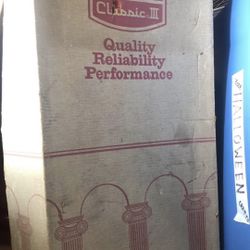 Classic III
Quality
Reliability
Performance
HALLOWEEN